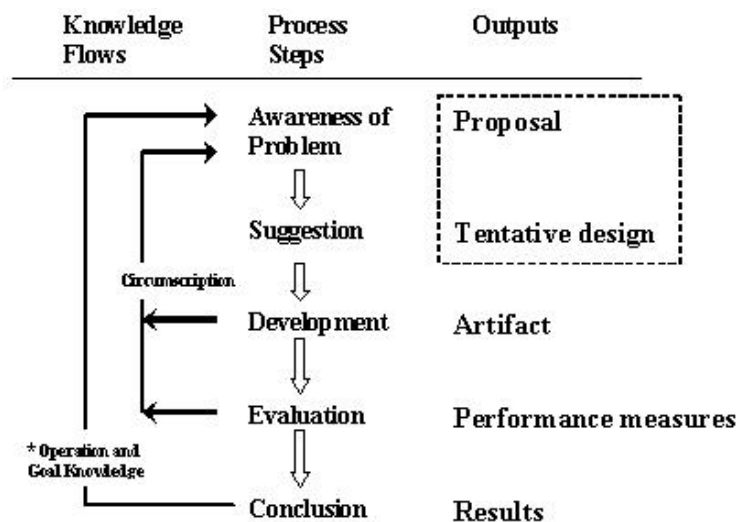 Knowledge Flows
Process Steps
Outputs
Awareness of Problem
Proposal
Suggestion
Tentative design
Circumscription
Development
Artifact
Evaluation
Performance measures
* Operation and
Goal Knowledge
Conclusion
Results